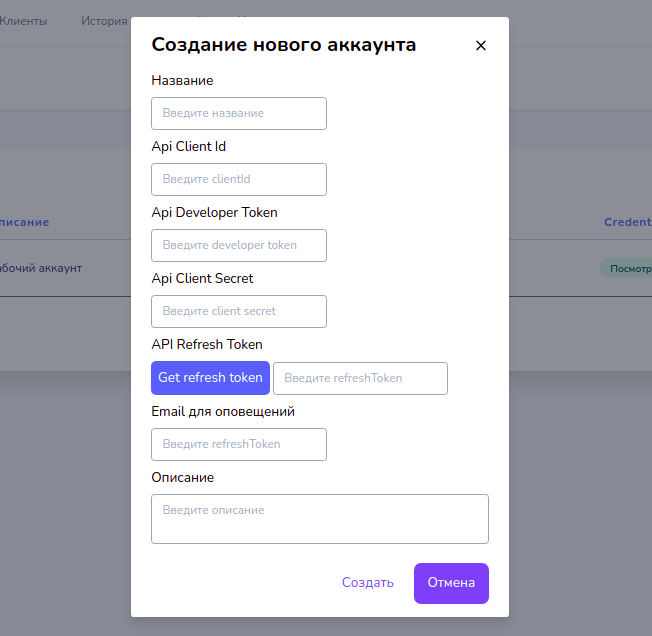 Клиенты История
Создание нового аккаунта
Название
Введите название
Api Client Id
Введите clientId
Api Developer Token
Введите developer token
Api Client Secret
Введите client secret
API Refresh Token
Get refresh token Введите refreshToken
Email для оповещений
Введите refreshToken
Описание
Введите описание
Создать Отмена
писание Credent
бочий аккаунт Посмотр